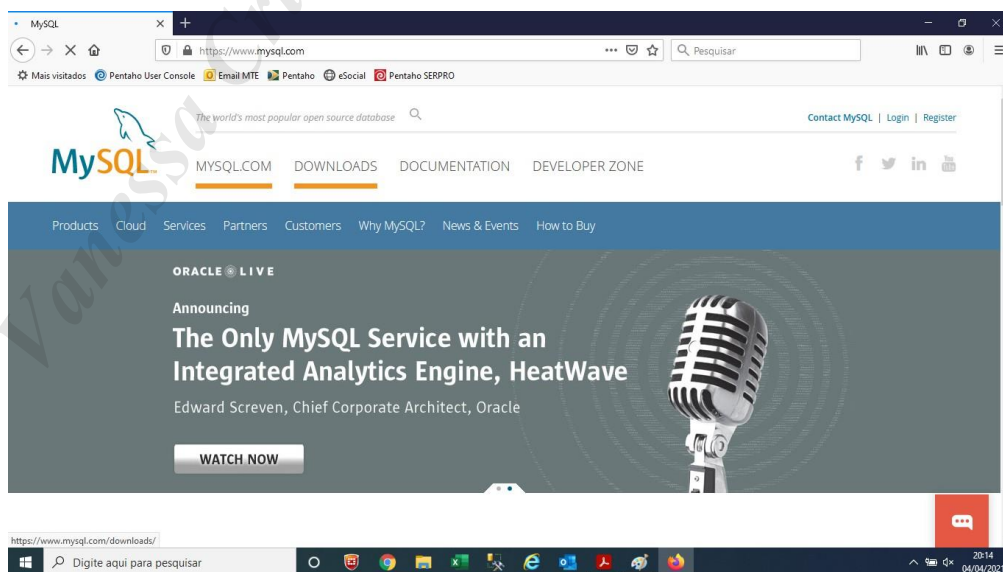 MySQL
https://www.mysql.com
Pesquisar
Mais visitados Pentaho User Console Email MTE Pentaho eSocial Pentaho SERPRO
The world's most popular open source database
Contact MySQL | Login | Register
MySQL
MYSQL.COM DOWNLOADS DOCUMENTATION DEVELOPER ZONE
Products Cloud Services Partners Customers Why MySQL? News & Events How to Buy
ORACLE LIVE
Announcing
The Only MySQL Service with an
Integrated Analytics Engine, HeatWave
Edward Screven, Chief Corporate Architect, Oracle
WATCH NOW
https://www.mysql.com/downloads/
Digite aqui para pesquisar
20:14
Vanessa